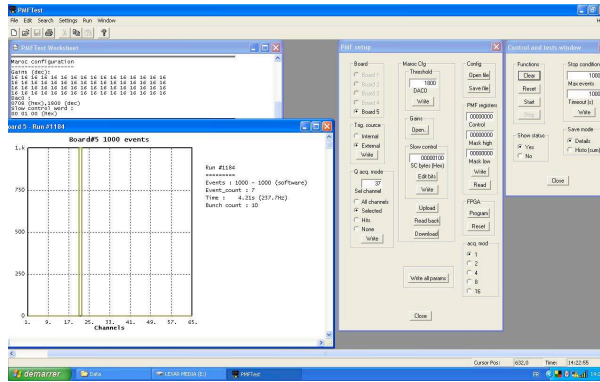 PMFTest
File Edit Search Settings Run Window
PMFTest Worksheet
Maroc configuration
Gains (dec):
16 16 16 16 16 16 16 16 16 16 16 16 16 16 16 16
16 16 16 16 16 16 16 16 16 16 16 16 16 16 16 16
16 16 16 16 16 16 16 16 16 16 16 16 16 16 16 16
16 16 16 16 16 16 16 16 16 16 16 16 16 16 16 16
DAC0 :
0708 (Hex),1800 (dec)
Slow control word :
00 01 00 (Hex)
oard 5 - Run #1184
Board#5 1000 events
1.k
750
500
250
0
1. 9. 17. 25. 33. 41. 49. 57. 65.
Channels
Run #1184
=========
Events : 1000 - 1000 (software)
Event_count : 7
Time : 4.21s (237.7Hz)
Bunch count : 10
PMF setup
Board
Board 1
Board 2
Board 3
Board 4
Board 5
Trig. source
Internal
External
Write
Q acq. mode
37
Sel channel
All channels
Selected
Hits
None
Write
Maroc Cfg
Threshold
1800
DAC0
Write
Gains
Open..
Slow control
00000100
SC bytes (Hex)
Edit bits
Write
Upload
Read back
Download
Write all params
Close
Config
Open file
Save file
PMF registers
00000000
Control
00000000
Mask high
00000000
Mask low
Write
Read
FPGA
Program
Reset
acq. mod
1
2
4
8
16
Control and tests window
Functions
Clear
Reset
Start
Stop
Show status
Yes
No
Stop condition
1000
Max events
1000
Timeout (s)
Write
Save mode
Details
Histo (sum)
Close
Cursor Pos: 632,0 Time: 14:22:55
démarrer
Data
LEXAR MEDIA (E:)
PMFTest
FR